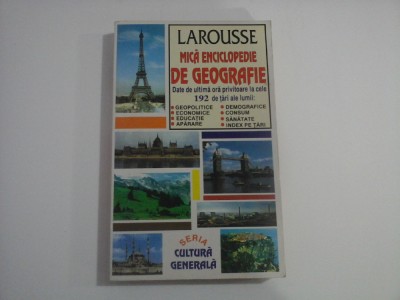 LAROUSSE
MICĂ ENCICLOPEDIE
DE GEOGRAFIE
Date de ultimă oră privitoare la cele
192 de țări ale lumii:
GEOPOLITICE
ECONOMICE
EDUCAȚIE
APĂRARE
DEMOGRAFICE
CONSUM
SĂNĂTATE
INDEX PE ȚĂRI
SERIA
CULTURĂ
GENERALĂ